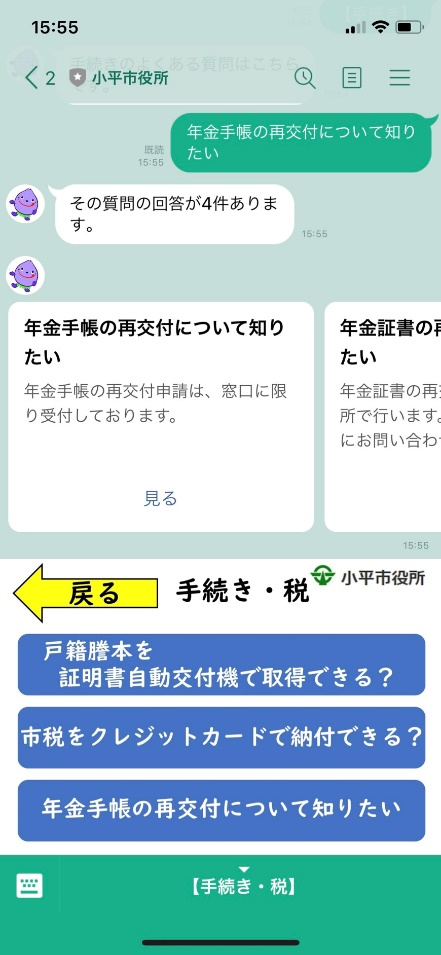 15:55
手続きのよくある質問はこちら
2 小平市役所
年金手帳の再交付について知り
たい
既読
15:55
その質問の回答が4件ありま
す。
15:55
年金手帳の再交付について知り
たい
年金手帳の再交付申請は、窓口に限
り受付しております。
見る
年金証書の再
たい
年金証書の再
所で行います。
にお問い合わ
15:55
戻る
手続き・税
小平市役所
戸籍謄本を
証明書自動交付機で取得できる?
市税をクレジットカードで納付できる?
年金手帳の再交付について知りたい
【手続き・税】